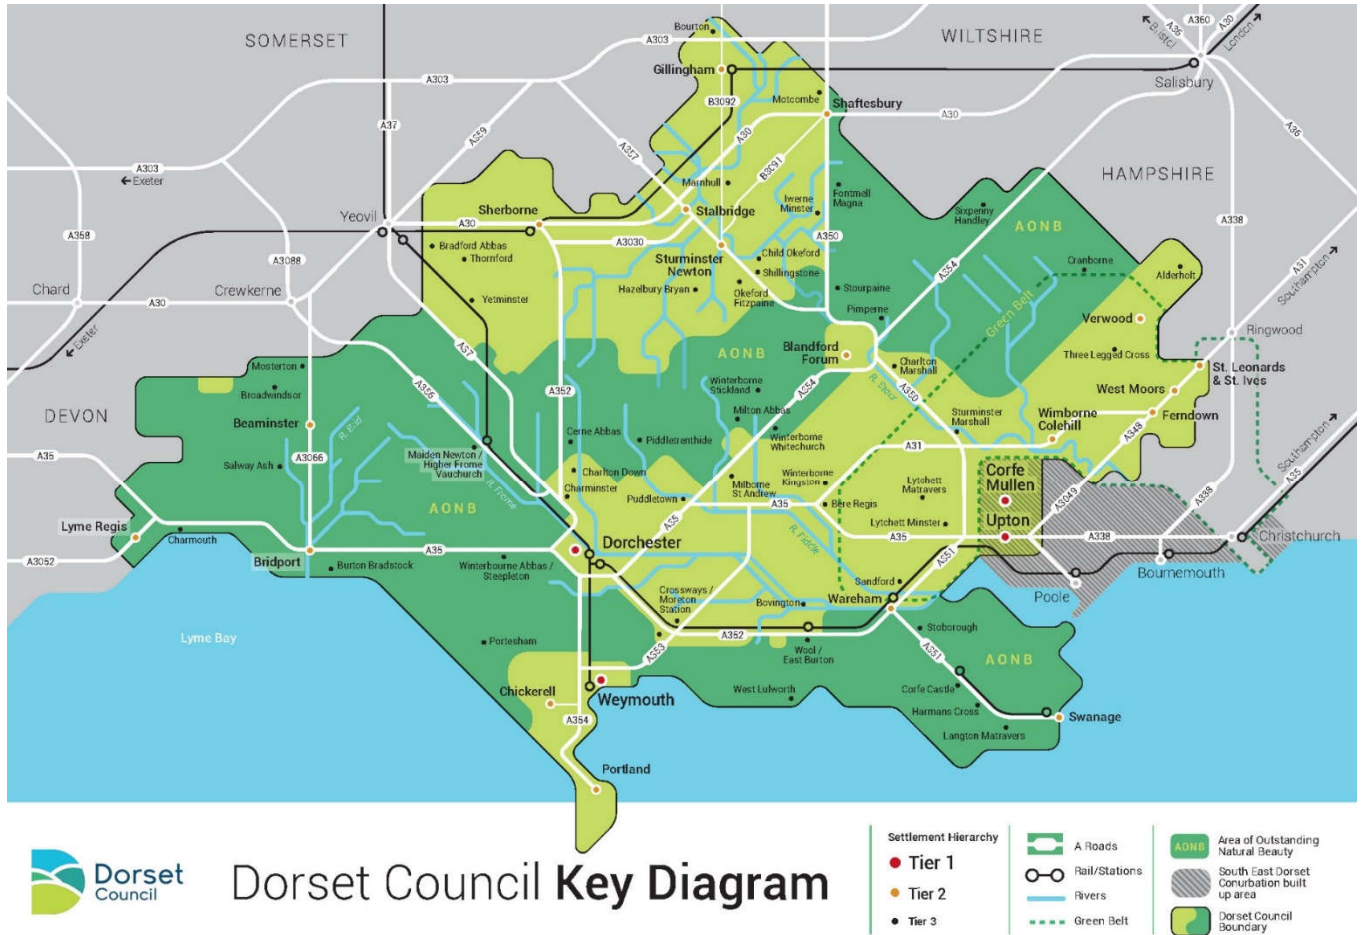 SOMERSET
WILTSHIRE
HAMPSHIRE
DEVON
Bourton
A303
Gillingham
B3092
Motcombe
Shaftesbury
A36
Bristol
A360
A30
London
Salisbury
A303
A37
A359
A357
A30
B3091
A30
A36
A303
Exeter
Marnhull
Stalbridge
Iwerne
Minster
Fontmell
Magna
Sixpenny
Handley
AONB
A338
A31
Southampton
Yeovil
A30
Sherborne
A3030
A350
A358
A3088
Bradford Abbas
Thornford
Sturminster
Newton
Child Okeford
Shillingstone
A354
Cranborne
Alderholt
Chard
A30
Crewkerne
Yetminster
Hazelbury Bryan
Okeford
Fitzpaine
Stourpaine
Pimperne
Green Belt
Verwood
Ringwood
Exeter
A37
AONB
Blandford
Forum
Three Legged Cross
Mosterton
Broadwindsor
A356
A352
Winterborne
Stickland
A354
Charlton
Marshall
R. Stour
A350
West Moors
St. Leonards
& St. Ives
Beaminster
R. Brid
Milton Abbas
Sturminster
Marshall
Wimborne
Colehill
Ferndown
A348
Cerne Abbas
Piddletrenthide
Winterborne
Whitchurch
A31
A35
A3066
Salway Ash
Maiden Newton /
Higher Frome
Vauchurch
Charlton Down
Charminster
R. Frome
Puddletown
Milborne
St Andrew
Winterborne
Kingston
Lytchett
Matravers
Corfe
Mullen
A3049
A338
Southampton
A35
AONB
A35
A35
Bere Regis
Lytchett Minster
Upton
Lyme Regis
Charmouth
Dorchester
R. Piddle
A35
A338
Christchurch
A3052
Bridport
A35
Burton Bradstock
Winterbourne Abbas /
Steepleton
A351
Bournemouth
Crossways /
Moreton
Station
Bovington
Sandford
Wareham
Poole
Lyme Bay
Portesham
A353
A352
Wool /
East Burton
Stoborough
A351
AONB
Chickerell
Weymouth
West Lulworth
Corfe Castle
Harmans Cross
Langton Matravers
Swanage
A354
Portland
Dorset
Council
Dorset Council Key Diagram
Settlement Hierarchy
Tier 1
Tier 2
Tier 3
A Roads
Rail/Stations
Rivers
Green Belt
AONB
Area of Outstanding
Natural Beauty
South East Dorset
Conurbation built
up area
Dorset Council
Boundary